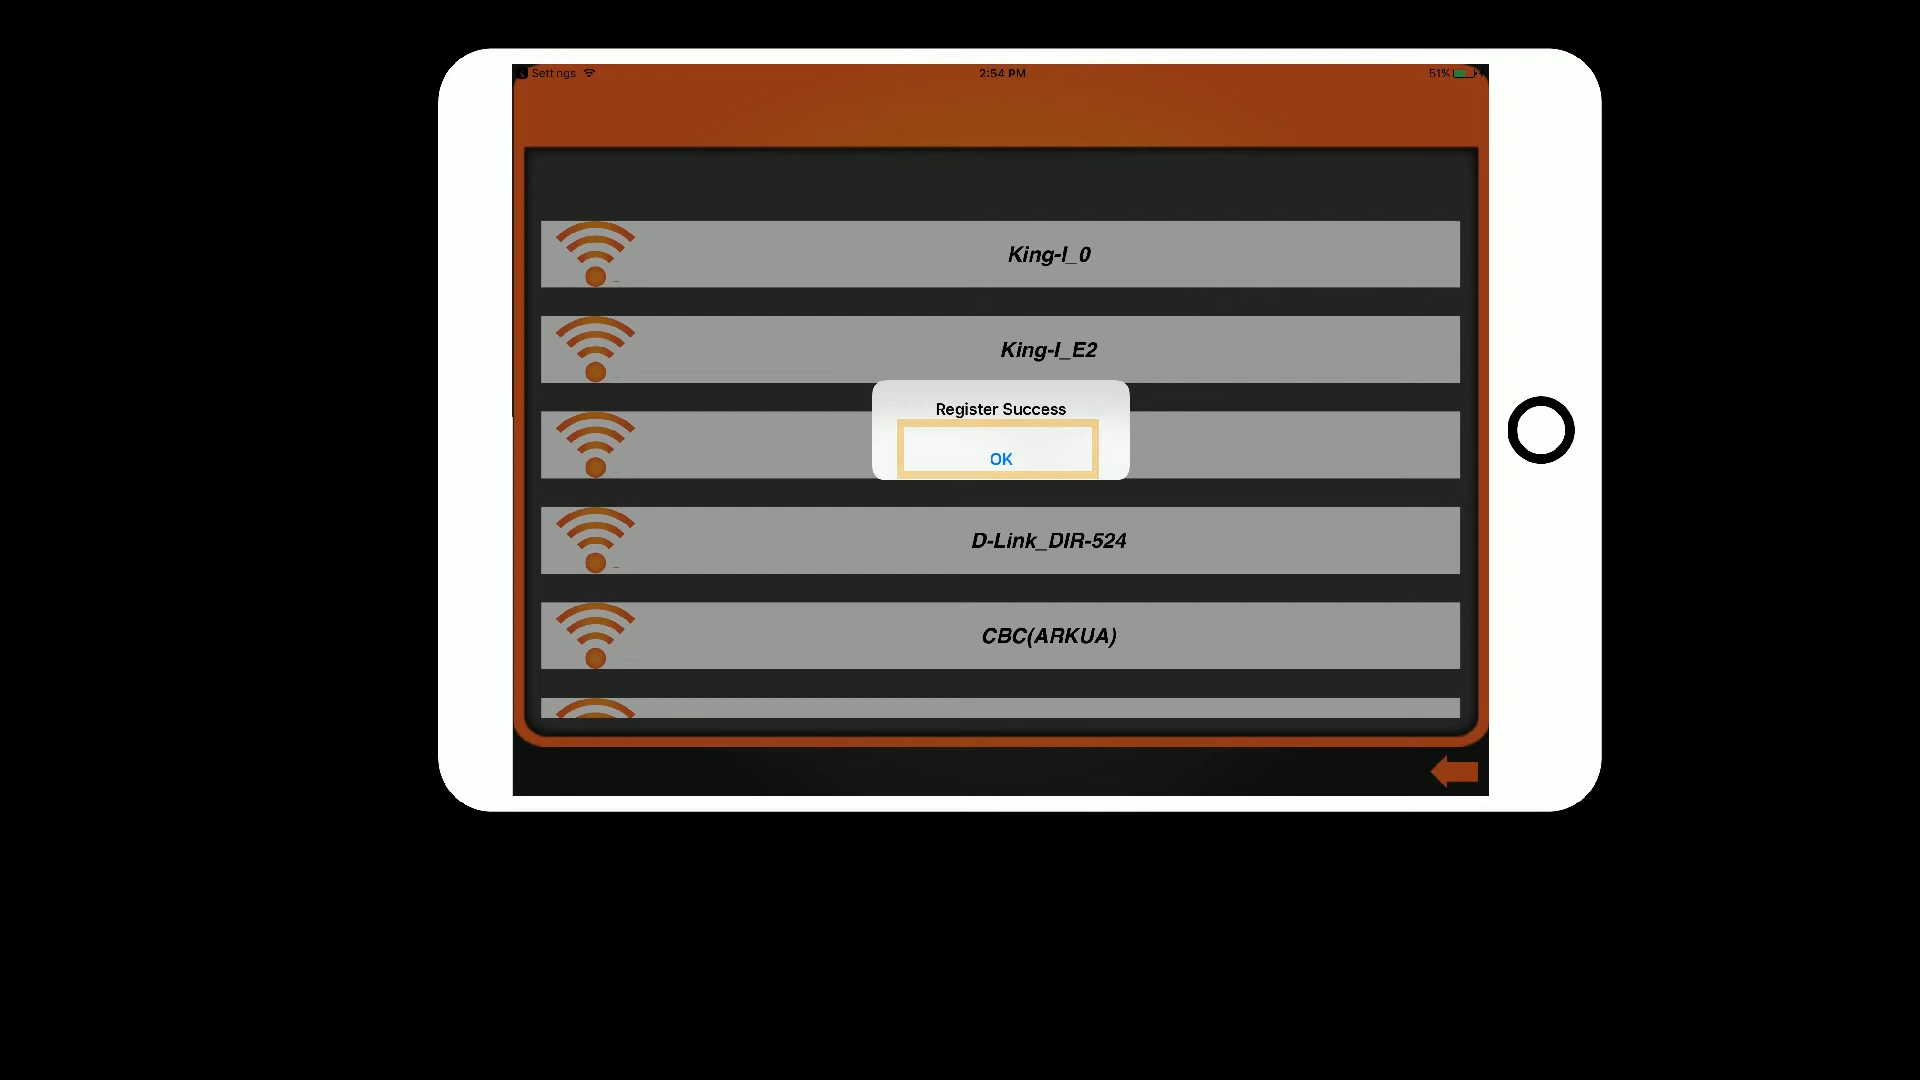 Settings
2:54 PM
51%
King-I_0
King-I_E2
Register Success
OK
D-Link_DIR-524
CBC(ARKUA)